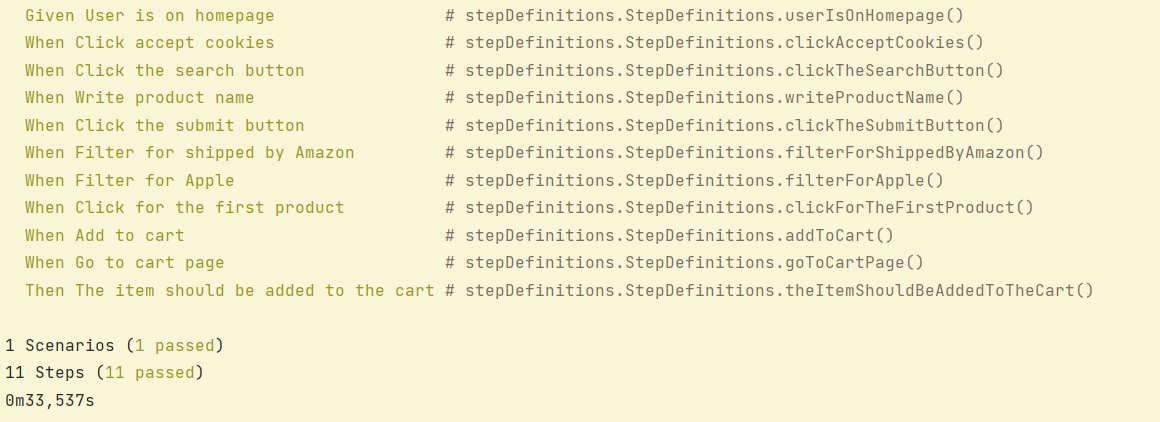 Given User is on homepage # stepDefinitions.StepDefinitions.userIsOnHomepage()
When Click accept cookies # stepDefinitions.StepDefinitions.clickAcceptCookies()
When Click the search button # stepDefinitions.StepDefinitions.clickTheSearchButton()
When Write product name # stepDefinitions.StepDefinitions.writeProductName()
When Click the submit button # stepDefinitions.StepDefinitions.clickTheSubmitButton()
When Filter for shipped by Amazon # stepDefinitions.StepDefinitions.filterForShippedByAmazon()
When Filter for Apple # stepDefinitions.StepDefinitions.filterForApple()
When Click for the first product # stepDefinitions.StepDefinitions.clickForTheFirstProduct()
When Add to cart # stepDefinitions.StepDefinitions.addToCart()
When Go to cart page # stepDefinitions.StepDefinitions.goToCartPage()
Then The item should be added to the cart # stepDefinitions.StepDefinitions.theItemShouldBeAddedToTheCart()
1 Scenarios (1 passed)
11 Steps (11 passed)
0m33,537s